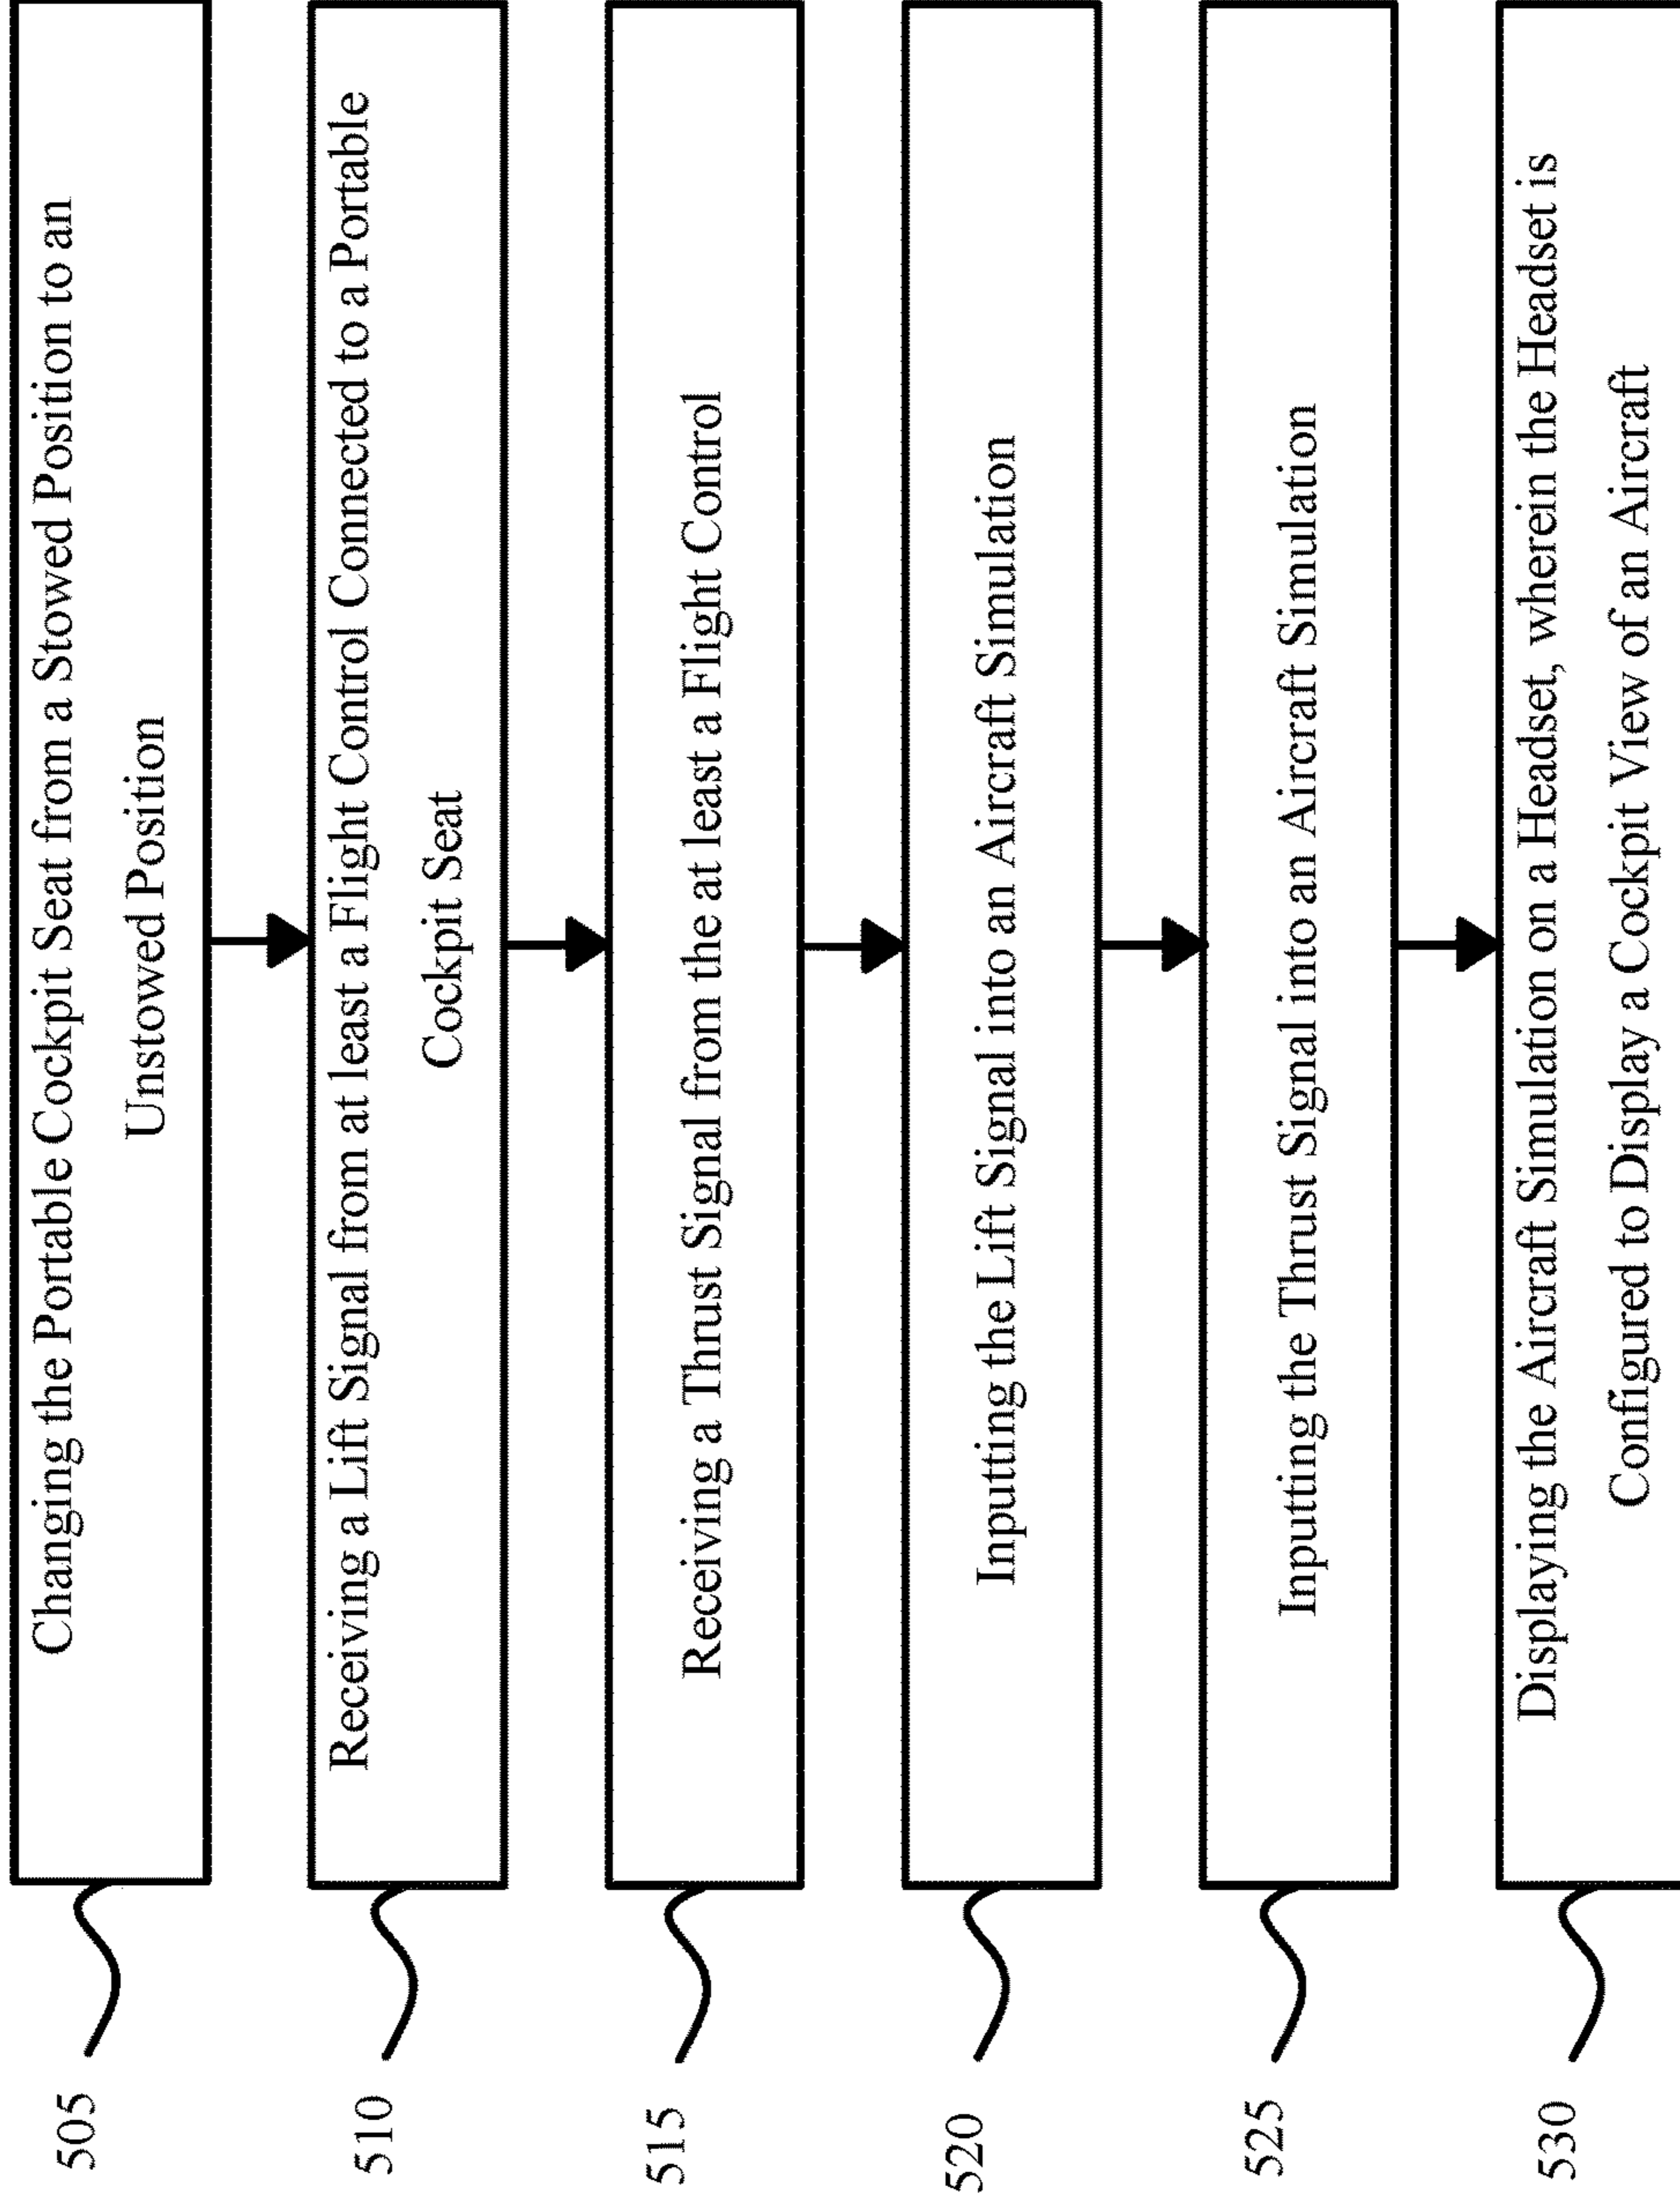 505
Changing the Portable Cockpit Seat from a Stowed Position to an
Unstowed Position
510
Receiving a Lift Signal from at least a Flight Control Connected to a Portable
Cockpit Seat
515
Receiving a Thrust Signal from the at least a Flight Control
520
Inputting the Lift Signal into an Aircraft Simulation
525
Inputting the Thrust Signal into an Aircraft Simulation
530
Displaying the Aircraft Simulation on a Headset, wherein the Headset is
Configured to Display a Cockpit View of an Aircraft